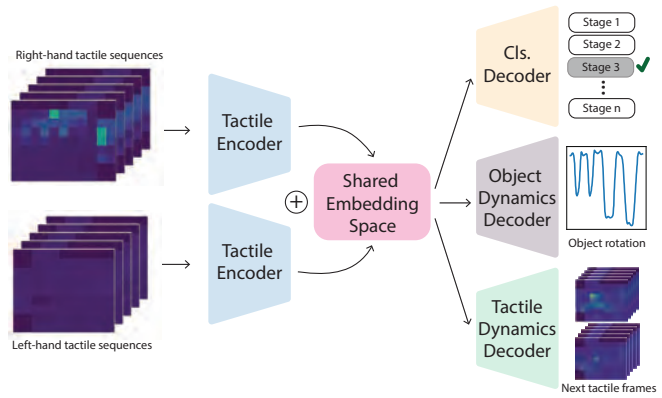 Right-hand tactile sequences
Tactile
Encoder
Tactile
Encoder
Left-hand tactile sequences
+
Shared
Embedding
Space
Cls.
Decoder
Stage 1
Stage 2
Stage 3
Stage n
Object
Dynamics
Decoder
Object rotation
Tactile
Dynamics
Decoder
Next tactile frames